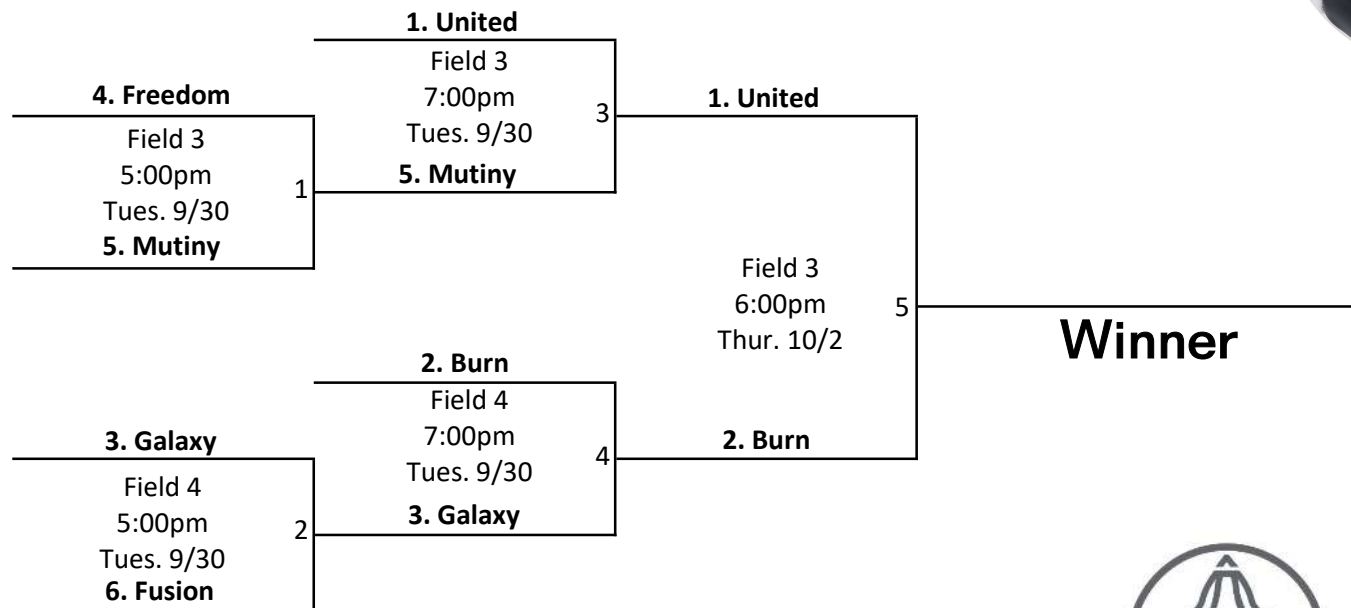 1. United
Field 3
7:00pm
Tues. 9/30
3
5. Mutiny
4. Freedom
Field 3
5:00pm
Tues. 9/30
1
5. Mutiny
1. United
Field 3
6:00pm
Thur. 10/2
5
Winner
2. Burn
Field 4
7:00pm
Tues. 9/30
4
3. Galaxy
2. Burn
3. Galaxy
Field 4
5:00pm
Tues. 9/30
2
6. Fusion